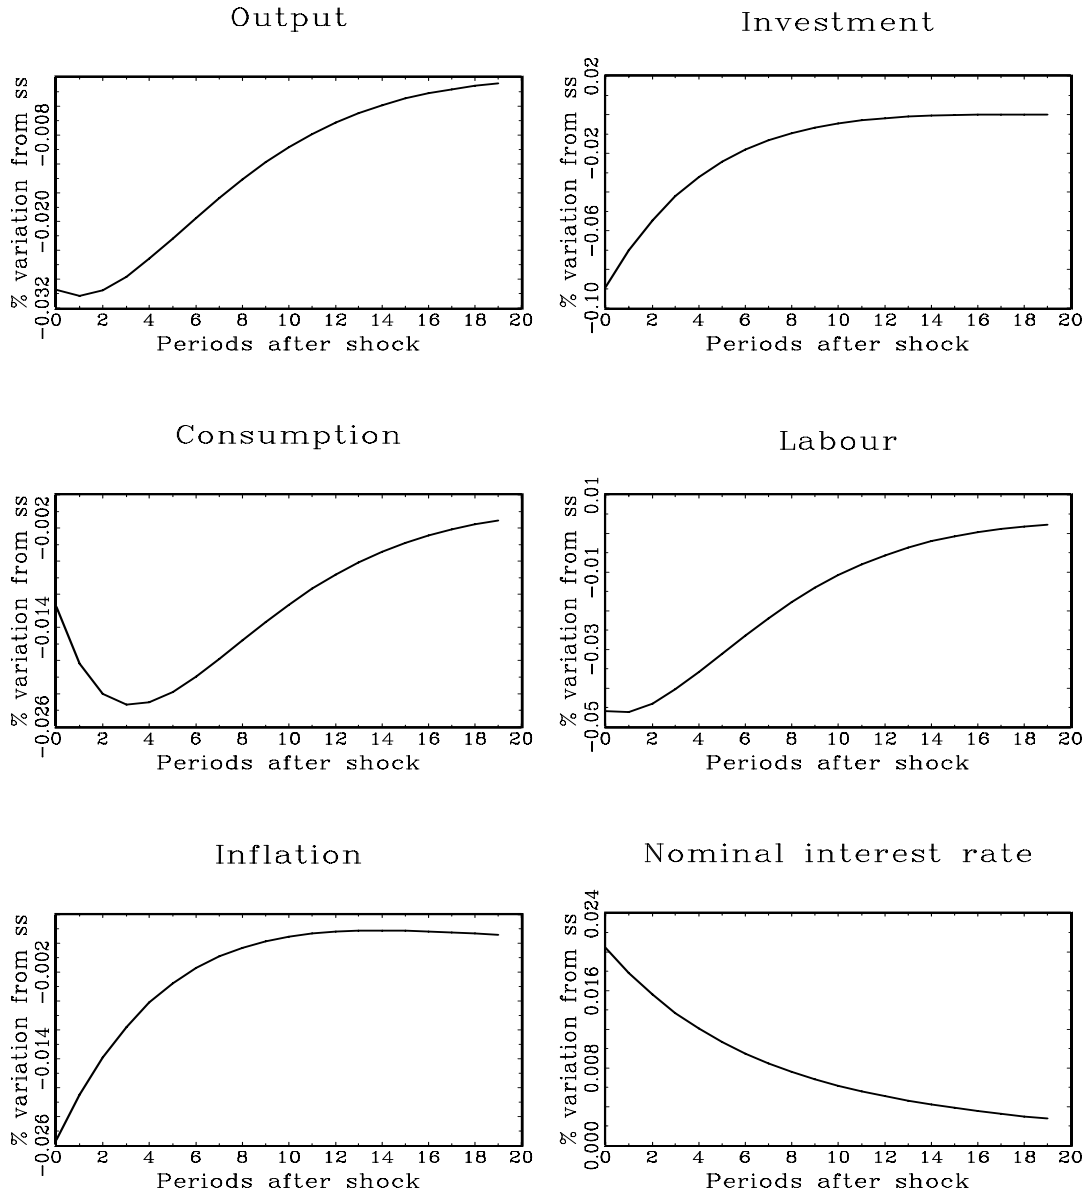 Output
% variation from ss
-0.032 -0.020 -0.008
0 2 4 6 8 10 12 14 16 18 20
Periods after shock
Investment
% variation from ss
-0.10 -0.06 -0.02 0.02
0 2 4 6 8 10 12 14 16 18 20
Periods after shock
Consumption
% variation from ss
-0.026 -0.014 -0.002
0 2 4 6 8 10 12 14 16 18 20
Periods after shock
Labour
% variation from ss
-0.05 -0.03 -0.01 0.01
0 2 4 6 8 10 12 14 16 18 20
Periods after shock
Inflation
% variation from ss
-0.026 -0.014 -0.002
0 2 4 6 8 10 12 14 16 18 20
Periods after shock
Nominal interest rate
% variation from ss
0.000 0.008 0.016 0.024
0 2 4 6 8 10 12 14 16 18 20
Periods after shock